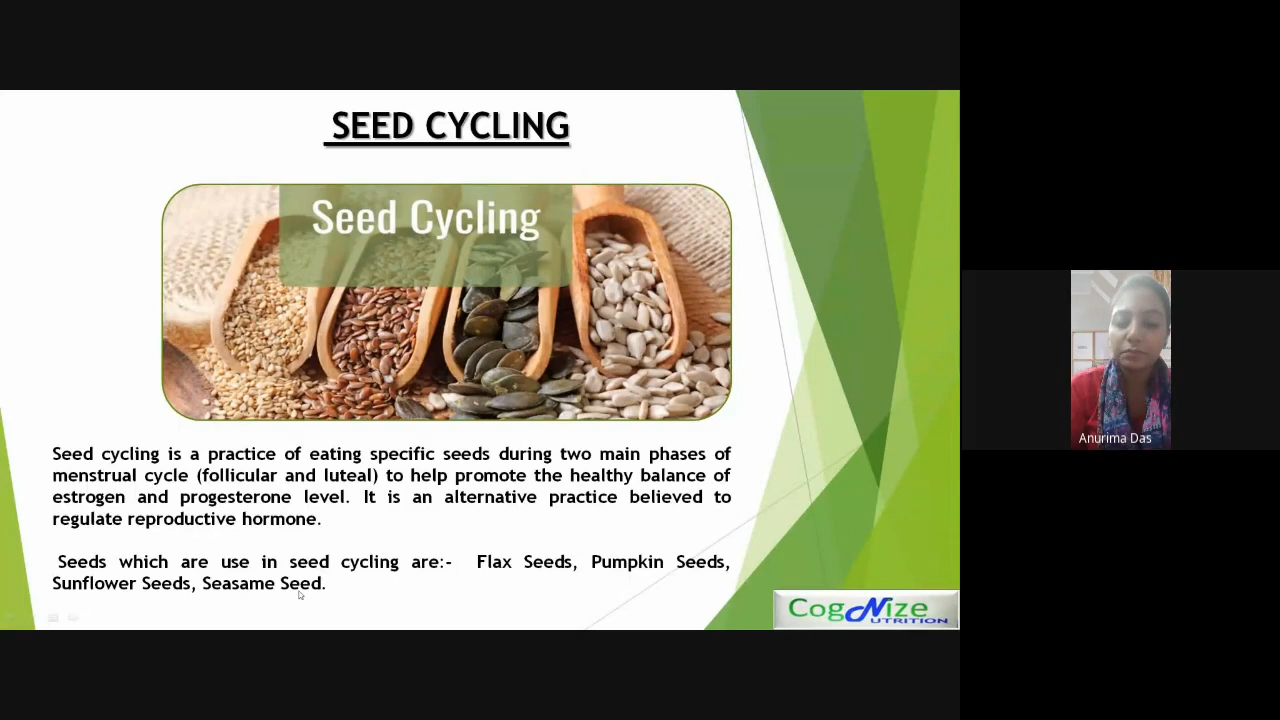 SEED CYCLING
Seed Cycling
Seed cycling is a practice of eating specific seeds during two main phases of
menstrual cycle (follicular and luteal) to help promote the healthy balance of
estrogen and progesterone level. It is an alternative practice believed to
regulate reproductive hormone.
Seeds which are use in seed cycling are:- Flax Seeds, Pumpkin Seeds,
Sunflower Seeds, Seasame Seed.
CogNize
UTRITION
Anurima Das